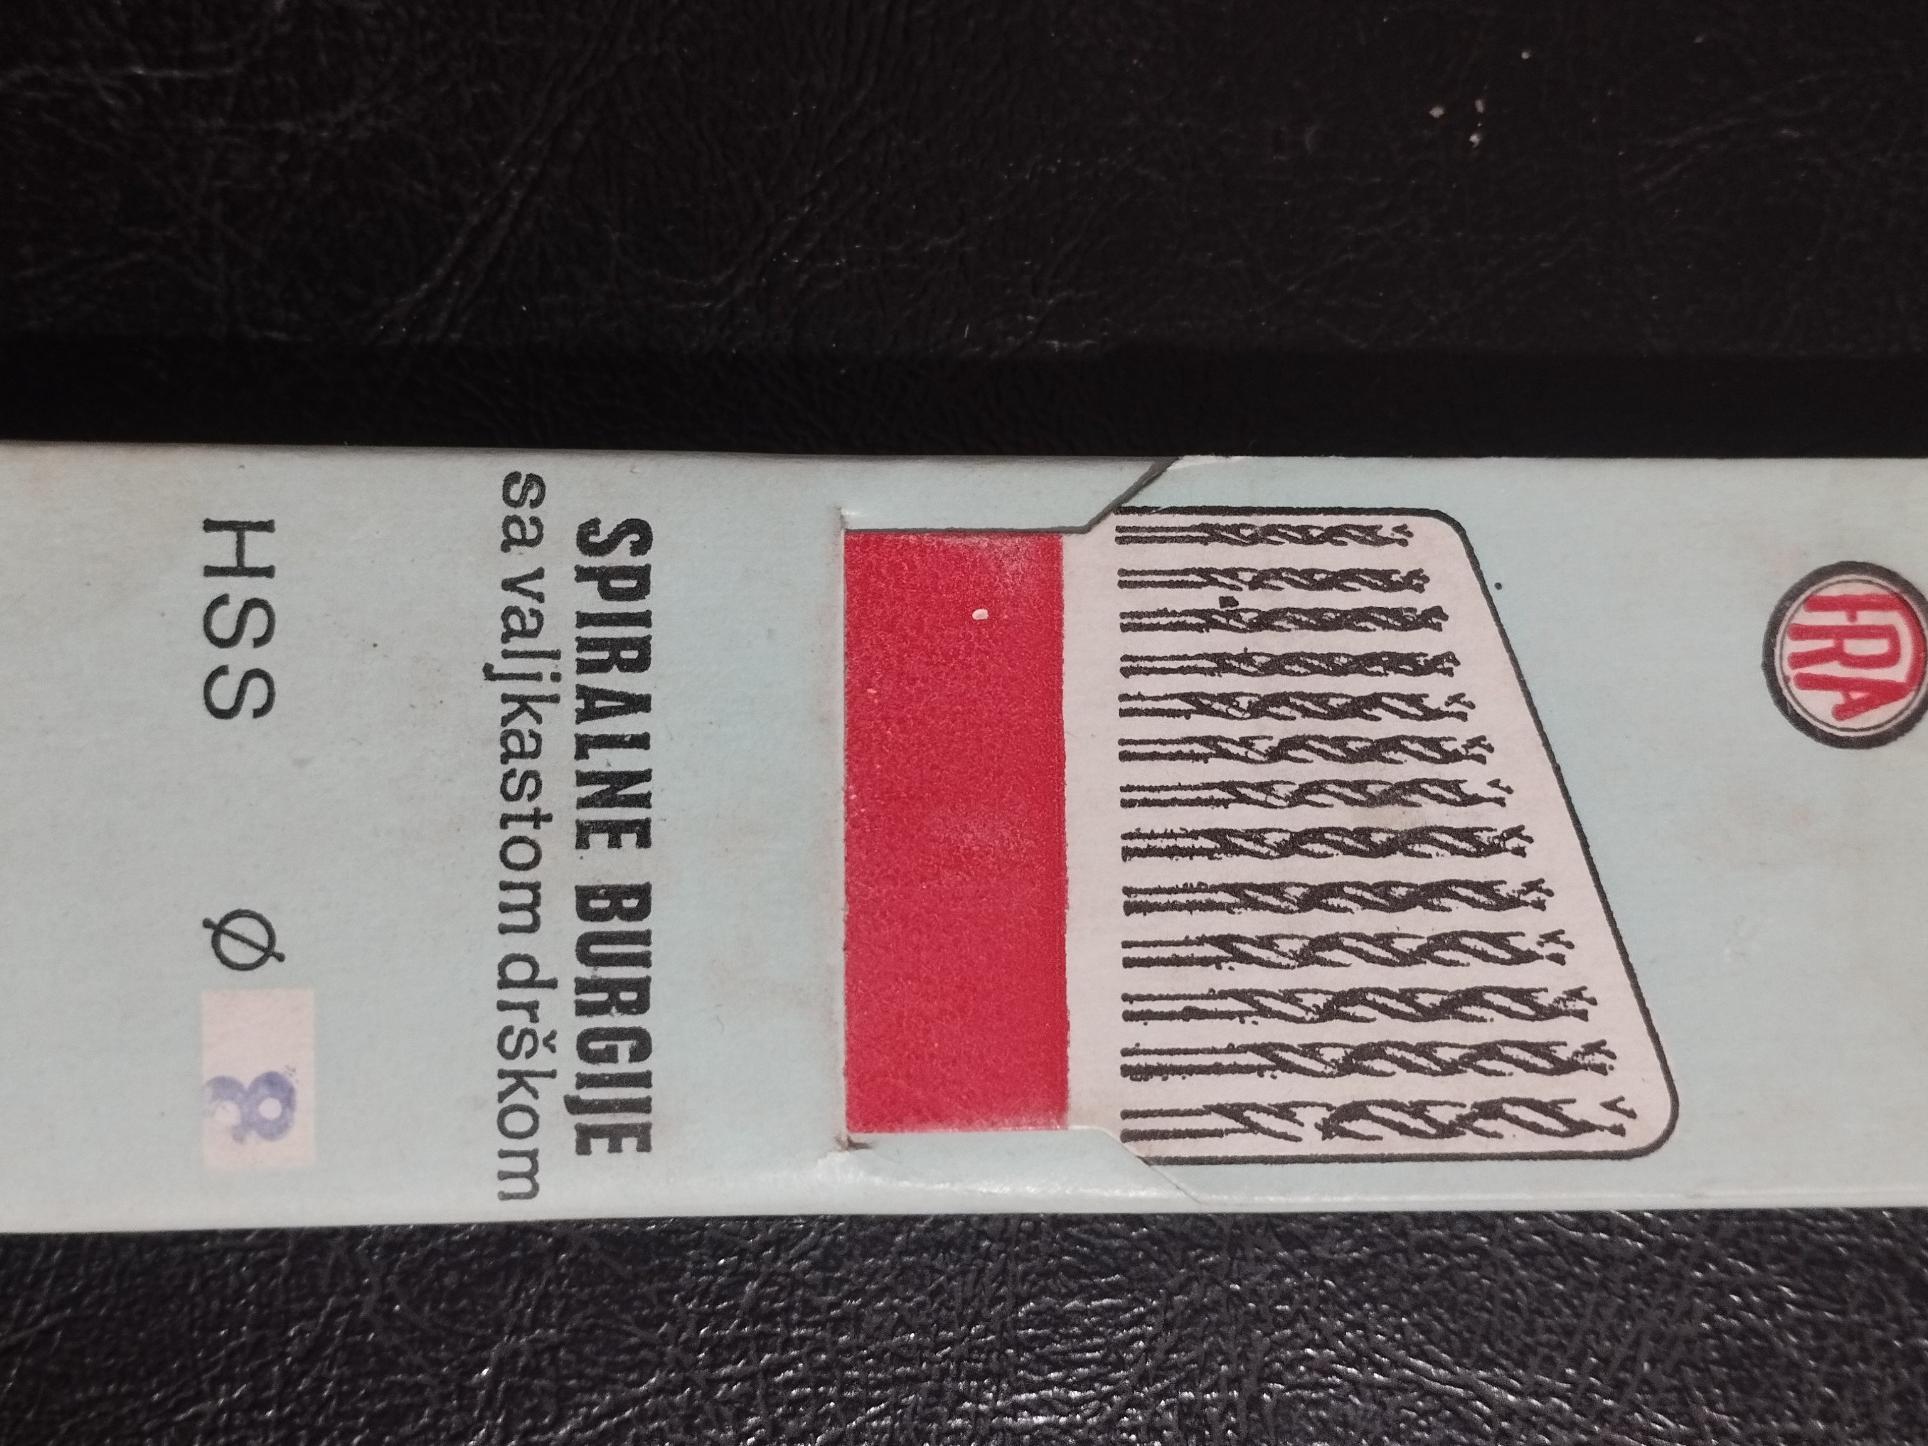 FRA
SPIRALNE BURGIJE
sa valjkastom drškom
HSS Ø 8